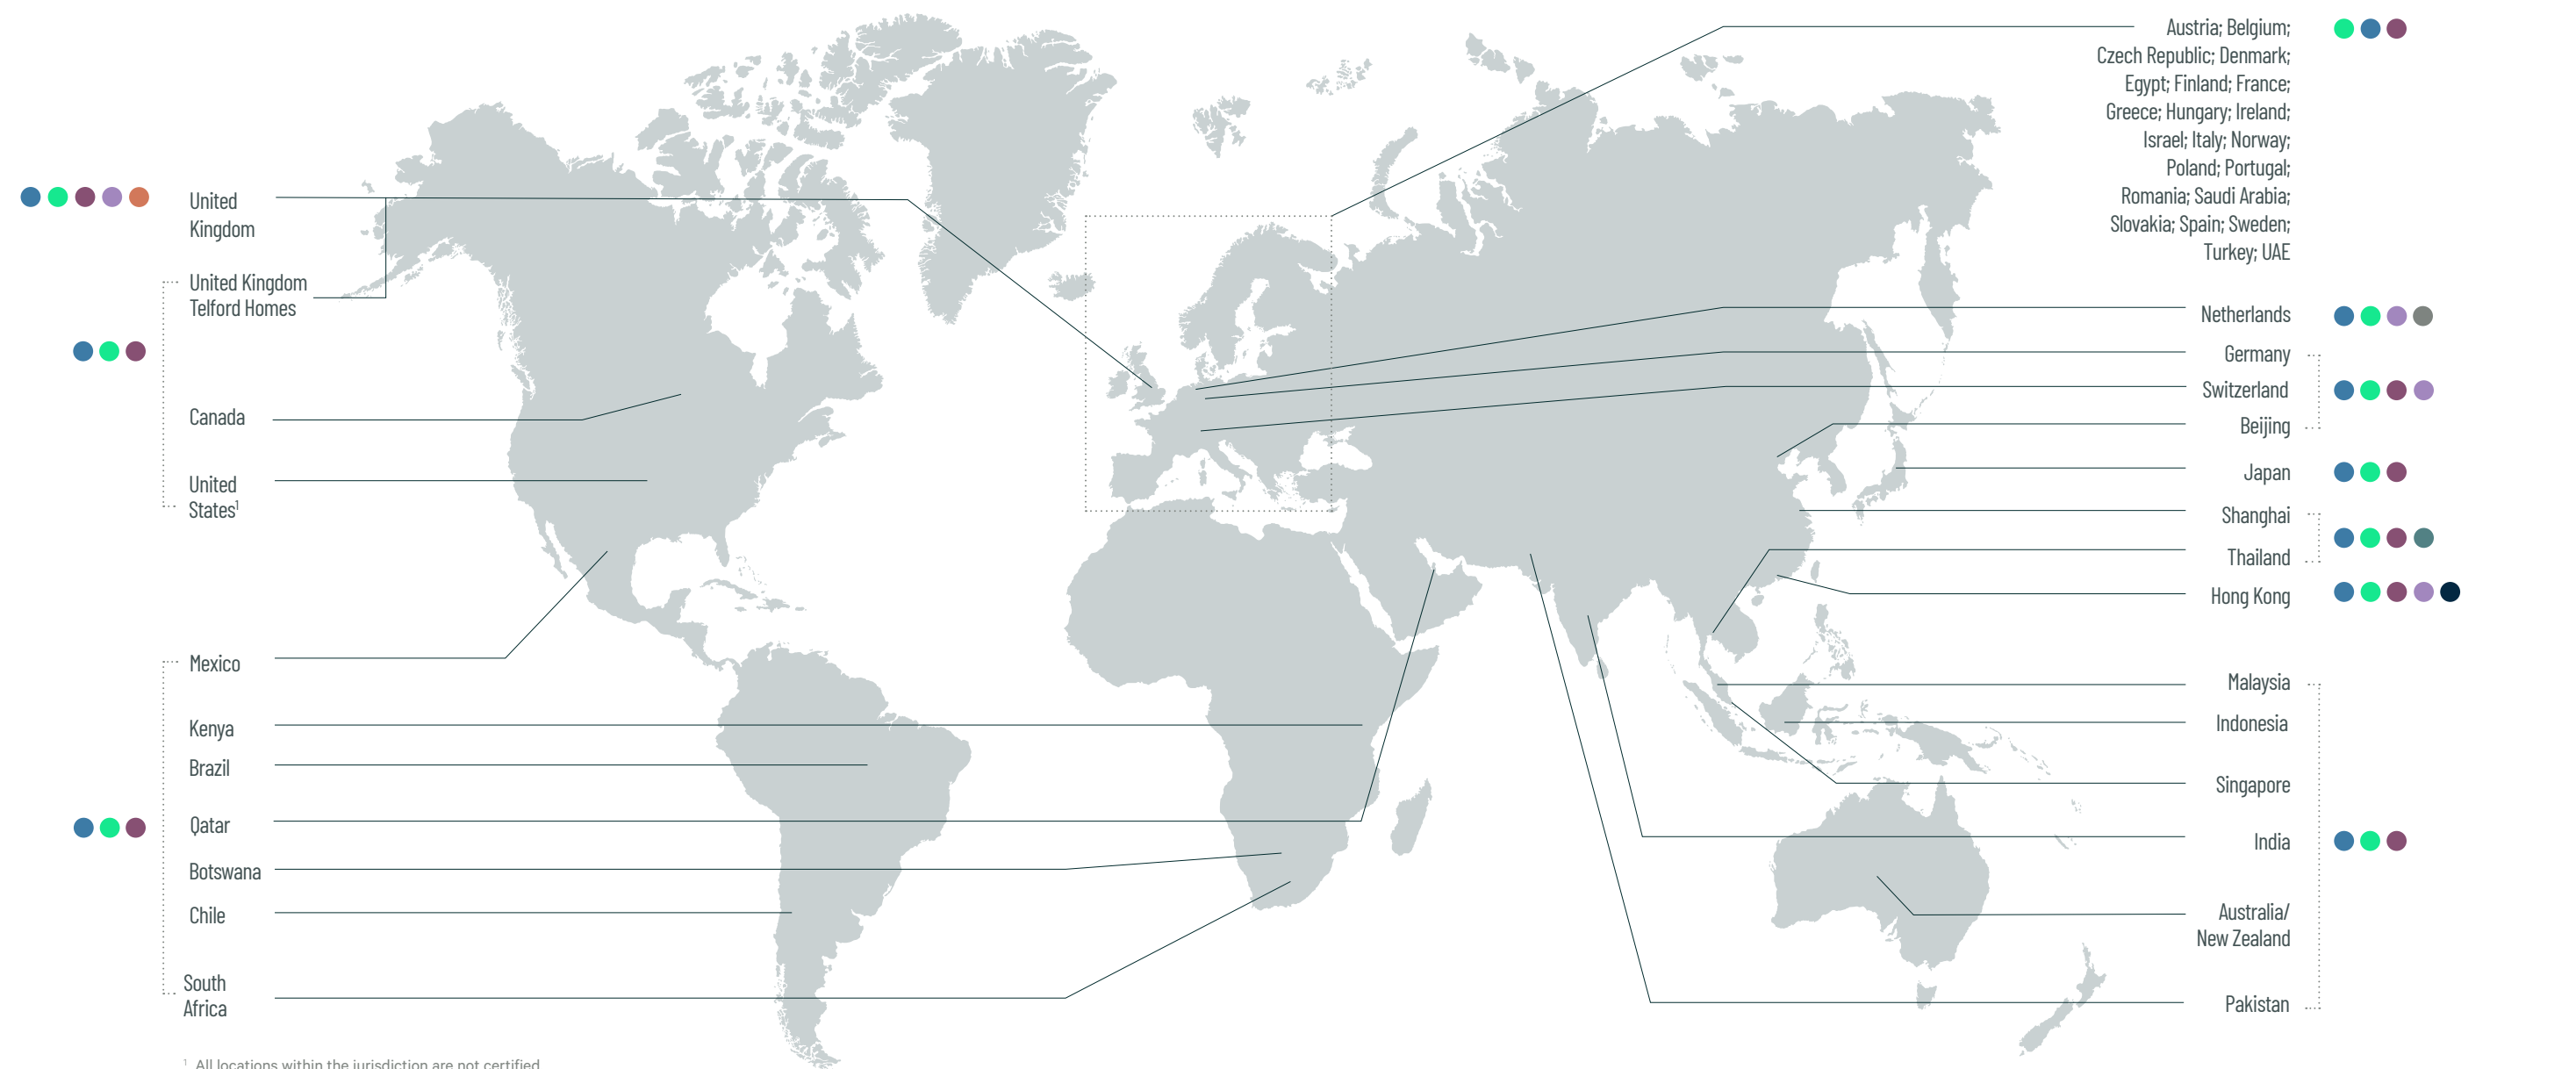 United
Kingdom
United Kingdom
Telford Homes
Canada
United
States¹
Mexico
Kenya
Brazil
Qatar
Botswana
Chile
South
Africa
¹ All locations within the jurisdiction are not certified
Austria; Belgium;
Czech Republic; Denmark;
Egypt; Finland; France;
Greece; Hungary; Ireland;
Israel; Italy; Norway;
Poland; Portugal;
Romania; Saudi Arabia;
Slovakia; Spain; Sweden;
Turkey; UAE
Netherlands
Germany
Switzerland
Beijing
Japan
Shanghai
Thailand
Hong Kong
Malaysia
Indonesia
Singapore
India
Australia/
New Zealand
Pakistan